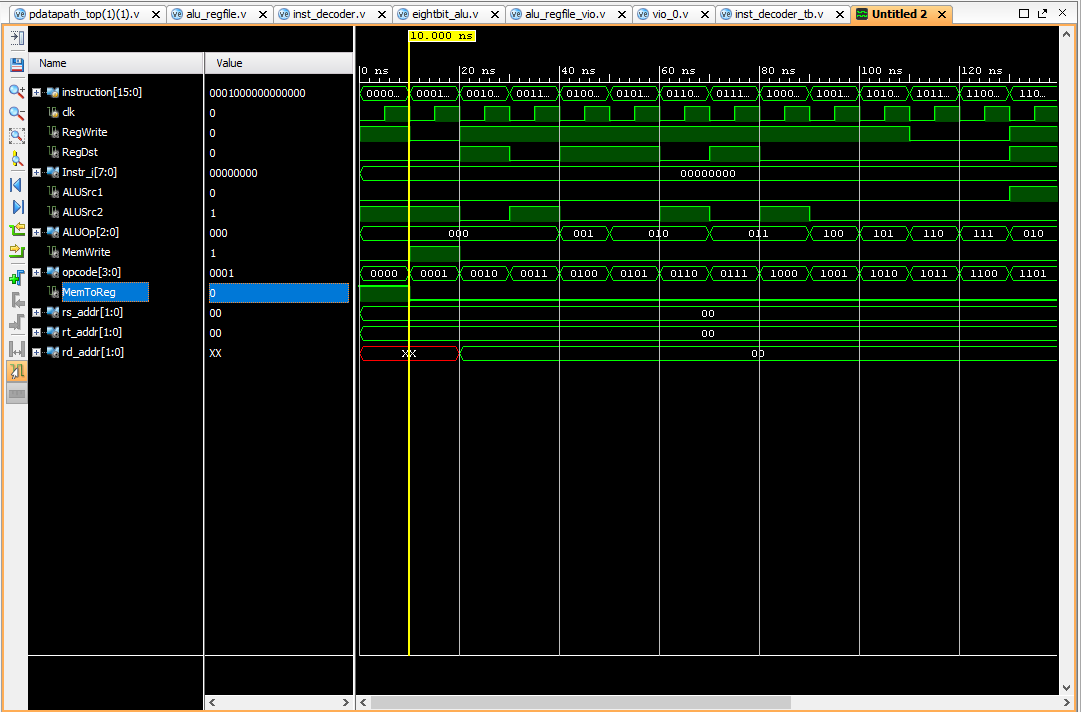 pdatapath_top(1)(1).v alu_regfile.v inst_decoder.v eightbit_alu.v alu_regfile_vio.v vio_0.v inst_decoder_tb.v Untitled 2
10.000 ns
Name Value
0 ns 20 ns 40 ns 60 ns 80 ns 100 ns 120 ns
instruction[15:0] 0001000000000000 0000... 0001... 0010... 0011... 0100... 0101... 0110... 0111... 1000... 1001... 1010... 1011... 1100... 110...
clk 0
RegWrite 0
RegDst 0
Instr_i[7:0] 00000000 00000000
ALUSrc1 0
ALUSrc2 1
ALUOp[2:0] 000 000 001 010 011 100 101 110 111 010
MemWrite 1
opcode[3:0] 0001 0000 0001 0010 0011 0100 0101 0110 0111 1000 1001 1010 1011 1100 1101
MemToReg 0
rs_addr[1:0] 00 00
rt_addr[1:0] 00 00
rd_addr[1:0] XX XX 00